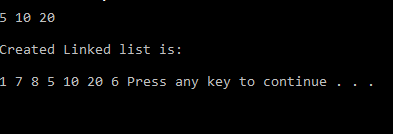 5 10 20
Created Linked list is:
1 7 8 5 10 20 6 Press any key to continue . . .